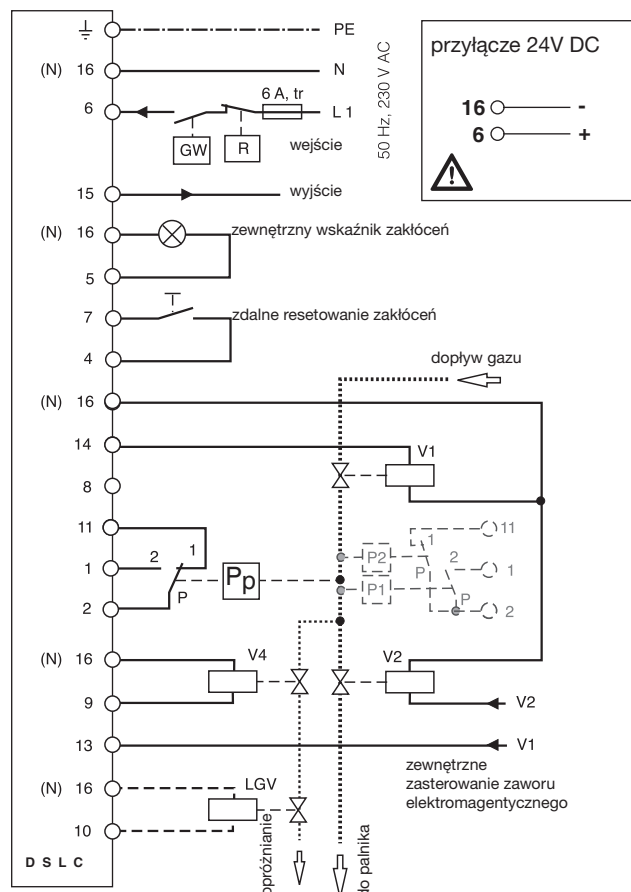 PE
(N) 16 N
6 6 A, tr L 1
GW R wejście
50 Hz, 230 V AC
przyłącze 24V DC
16 -
6 +
15 wyjście
(N) 16 zewnętrzny wskaźnik zakłóceń
5
7 zdalne resetowanie zakłóceń
4
dopływ gazu
(N) 16
14 V1
8
11 1 11
1 2 P2 2 1
Pp P
2 P P1 P 2
(N) 16 V4 V2
9 V2
13 V1
zewnętrzne
zasterowanie zaworu
elektromagentycznego
(N) 16 LGV
10
opróżnianie
do palnika
D S L C